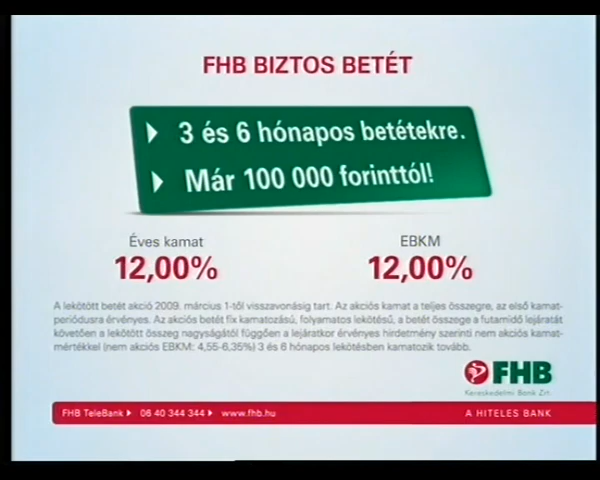 FHB BIZTOS BETÉT
3 és 6 hónapos betétekre.
Már 100 000 forinttól!
Éves kamat
12,00%
EBKM
12,00%
A lekötött betét akció 2009. március 1-től visszavonásig tart. Az akciós kamat a teljes összegre, az első kamat-
periódusra érvényes. Az akciós betét fix kamatozású, folyamatos lekötésű, a betét összege a futamidő lejáratát
követően a lekötött összeg nagyságától függően a lejáratkor érvényes hirdetmény szerinti nem akciós kamat-
mértékkel (nem akciós EBKM: 4,55-6,35%) 3 és 6 hónapos lekötésben kamatozik tovább.
FHB
Kereskedelmi Bank Zrt.
FHB TeleBank 06 40 344 344 www.fhb.hu
A HITELES BANK